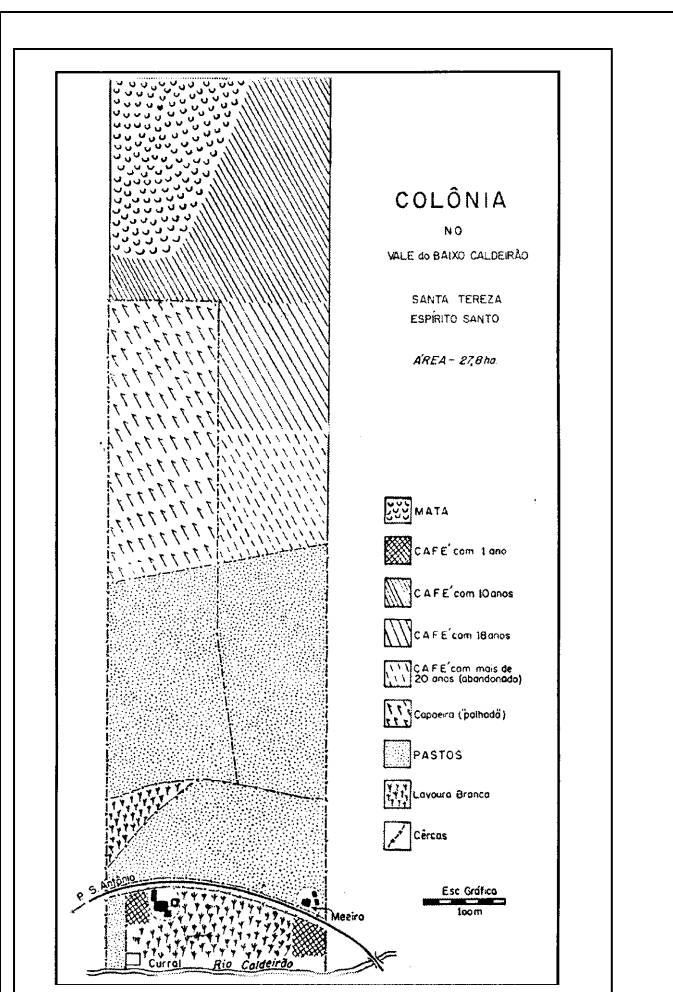 COLÔNIA
NO
VALE do BAIXO CALDEIRÃO
SANTA TEREZA
ESPÍRITO SANTO
ÁREA - 27,8 ha.
MATA
CAFÉ com 1 ano
CAFÉ com 10 anos
CAFÉ com 18 anos
CAFÉ com mais de
20 anos (abandonado)
Capoeira ("palhada")
PASTOS
Lavoura Branca
Cêrcas
Esc Gráfica
100m
P. S. Antônio
Meeiro
Curral
Rio Caldeirão